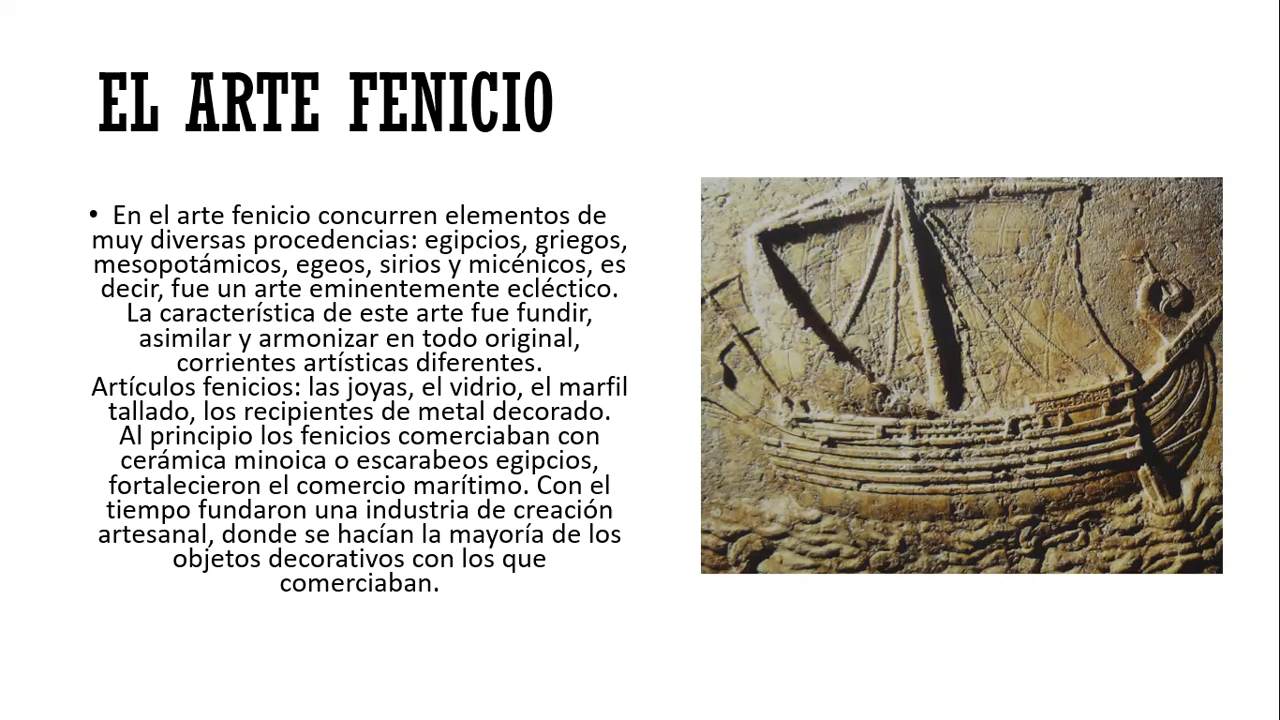 EL ARTE FENICIO
• En el arte fenicio concurren elementos de
muy diversas procedencias: egipcios, griegos,
mesopotámicos, egeos, sirios y micénicos, es
decir, fue un arte eminentemente ecléctico.
La característica de este arte fue fundir,
asimilar y armonizar en todo original,
corrientes artísticas diferentes.
Artículos fenicios: las joyas, el vidrio, el marfil
tallado, los recipientes de metal decorado.
Al principio los fenicios comerciaban con
cerámica minoica o escarabeos egipcios,
fortalecieron el comercio marítimo. Con el
tiempo fundaron una industria de creación
artesanal, donde se hacían la mayoría de los
objetos decorativos con los que
comerciaban.